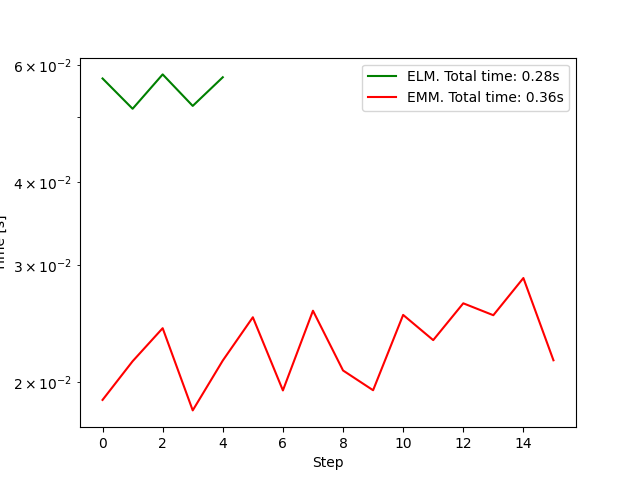 6 × 10⁻²
4 × 10⁻²
3 × 10⁻²
2 × 10⁻²
Time [s]
ELM. Total time: 0.28s
EMM. Total time: 0.36s
0 2 4 6 8 10 12 14
Step